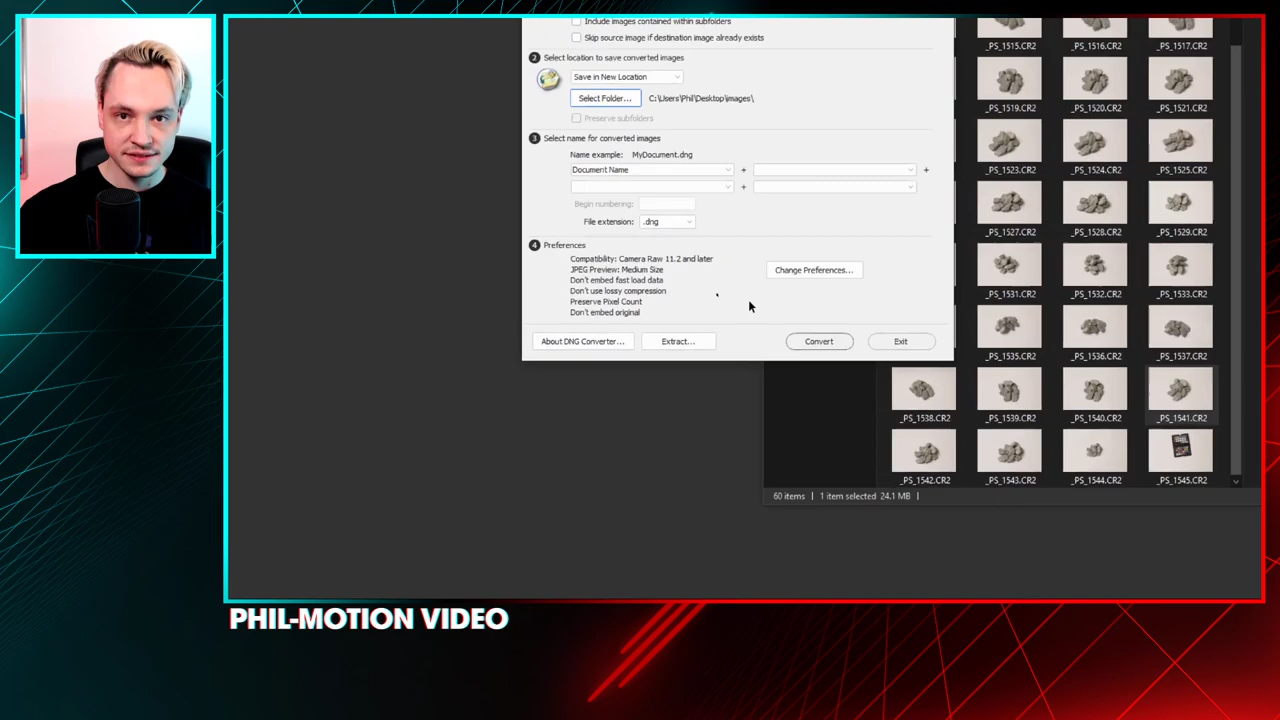 Include images contained within subfolders
Skip source image if destination image already exists
2 Select location to save converted images
Save in New Location
Select Folder... C:\Users\Phil\Desktop\images\
Preserve subfolders
3 Select name for converted images
Name example: MyDocument.dng
Document Name + +
+
Begin numbering:
File extension: .dng
4 Preferences
Compatibility: Camera Raw 11.2 and later
JPEG Preview: Medium Size
Don't embed fast load data
Don't use lossy compression
Preserve Pixel Count
Don't embed original
Change Preferences...
About DNG Converter... Extract... Convert Exit
_PS_1515.CR2 _PS_1516.CR2 _PS_1517.CR2
_PS_1519.CR2 _PS_1520.CR2 _PS_1521.CR2
_PS_1523.CR2 _PS_1524.CR2 _PS_1525.CR2
_PS_1527.CR2 _PS_1528.CR2 _PS_1529.CR2
_PS_1531.CR2 _PS_1532.CR2 _PS_1533.CR2
_PS_1535.CR2 _PS_1536.CR2 _PS_1537.CR2
_PS_1538.CR2 _PS_1539.CR2 _PS_1540.CR2 _PS_1541.CR2
_PS_1542.CR2 _PS_1543.CR2 _PS_1544.CR2 _PS_1545.CR2
60 items | 1 item selected 24.1 MB |
PHIL-MOTION VIDEO